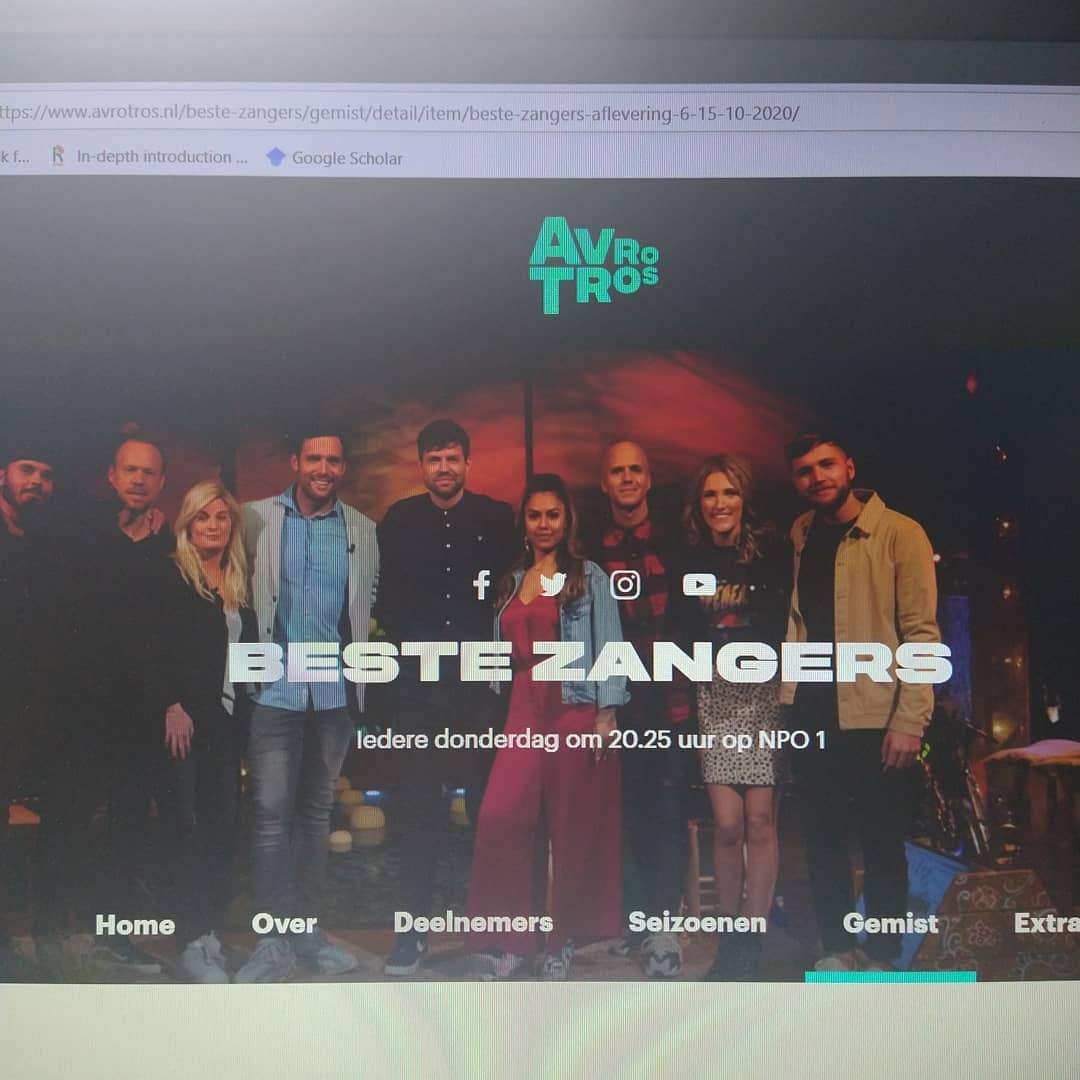 ttps://www.avrotros.nl/beste-zangers/gemist/detail/item/beste-zangers-aflevering-6-15-10-2020/
k f... R In-depth introduction ... Google Scholar
AVRO
TROS
f
BESTE ZANGERS
Iedere donderdag om 20.25 uur op NPO 1
Home Over Deelnemers Seizoenen Gemist Extra